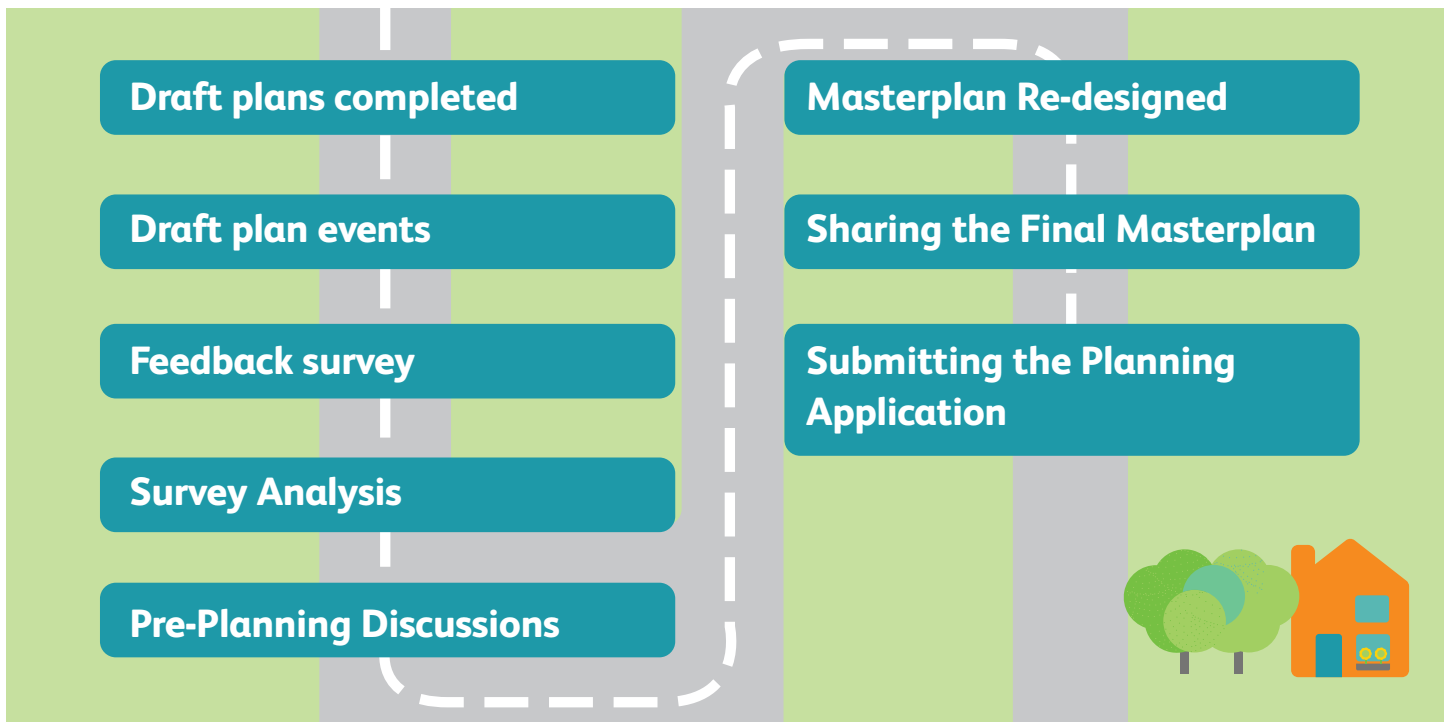 Draft plans completed
Draft plan events
Feedback survey
Survey Analysis
Pre-Planning Discussions
Masterplan Re-designed
Sharing the Final Masterplan
Submitting the Planning
Application